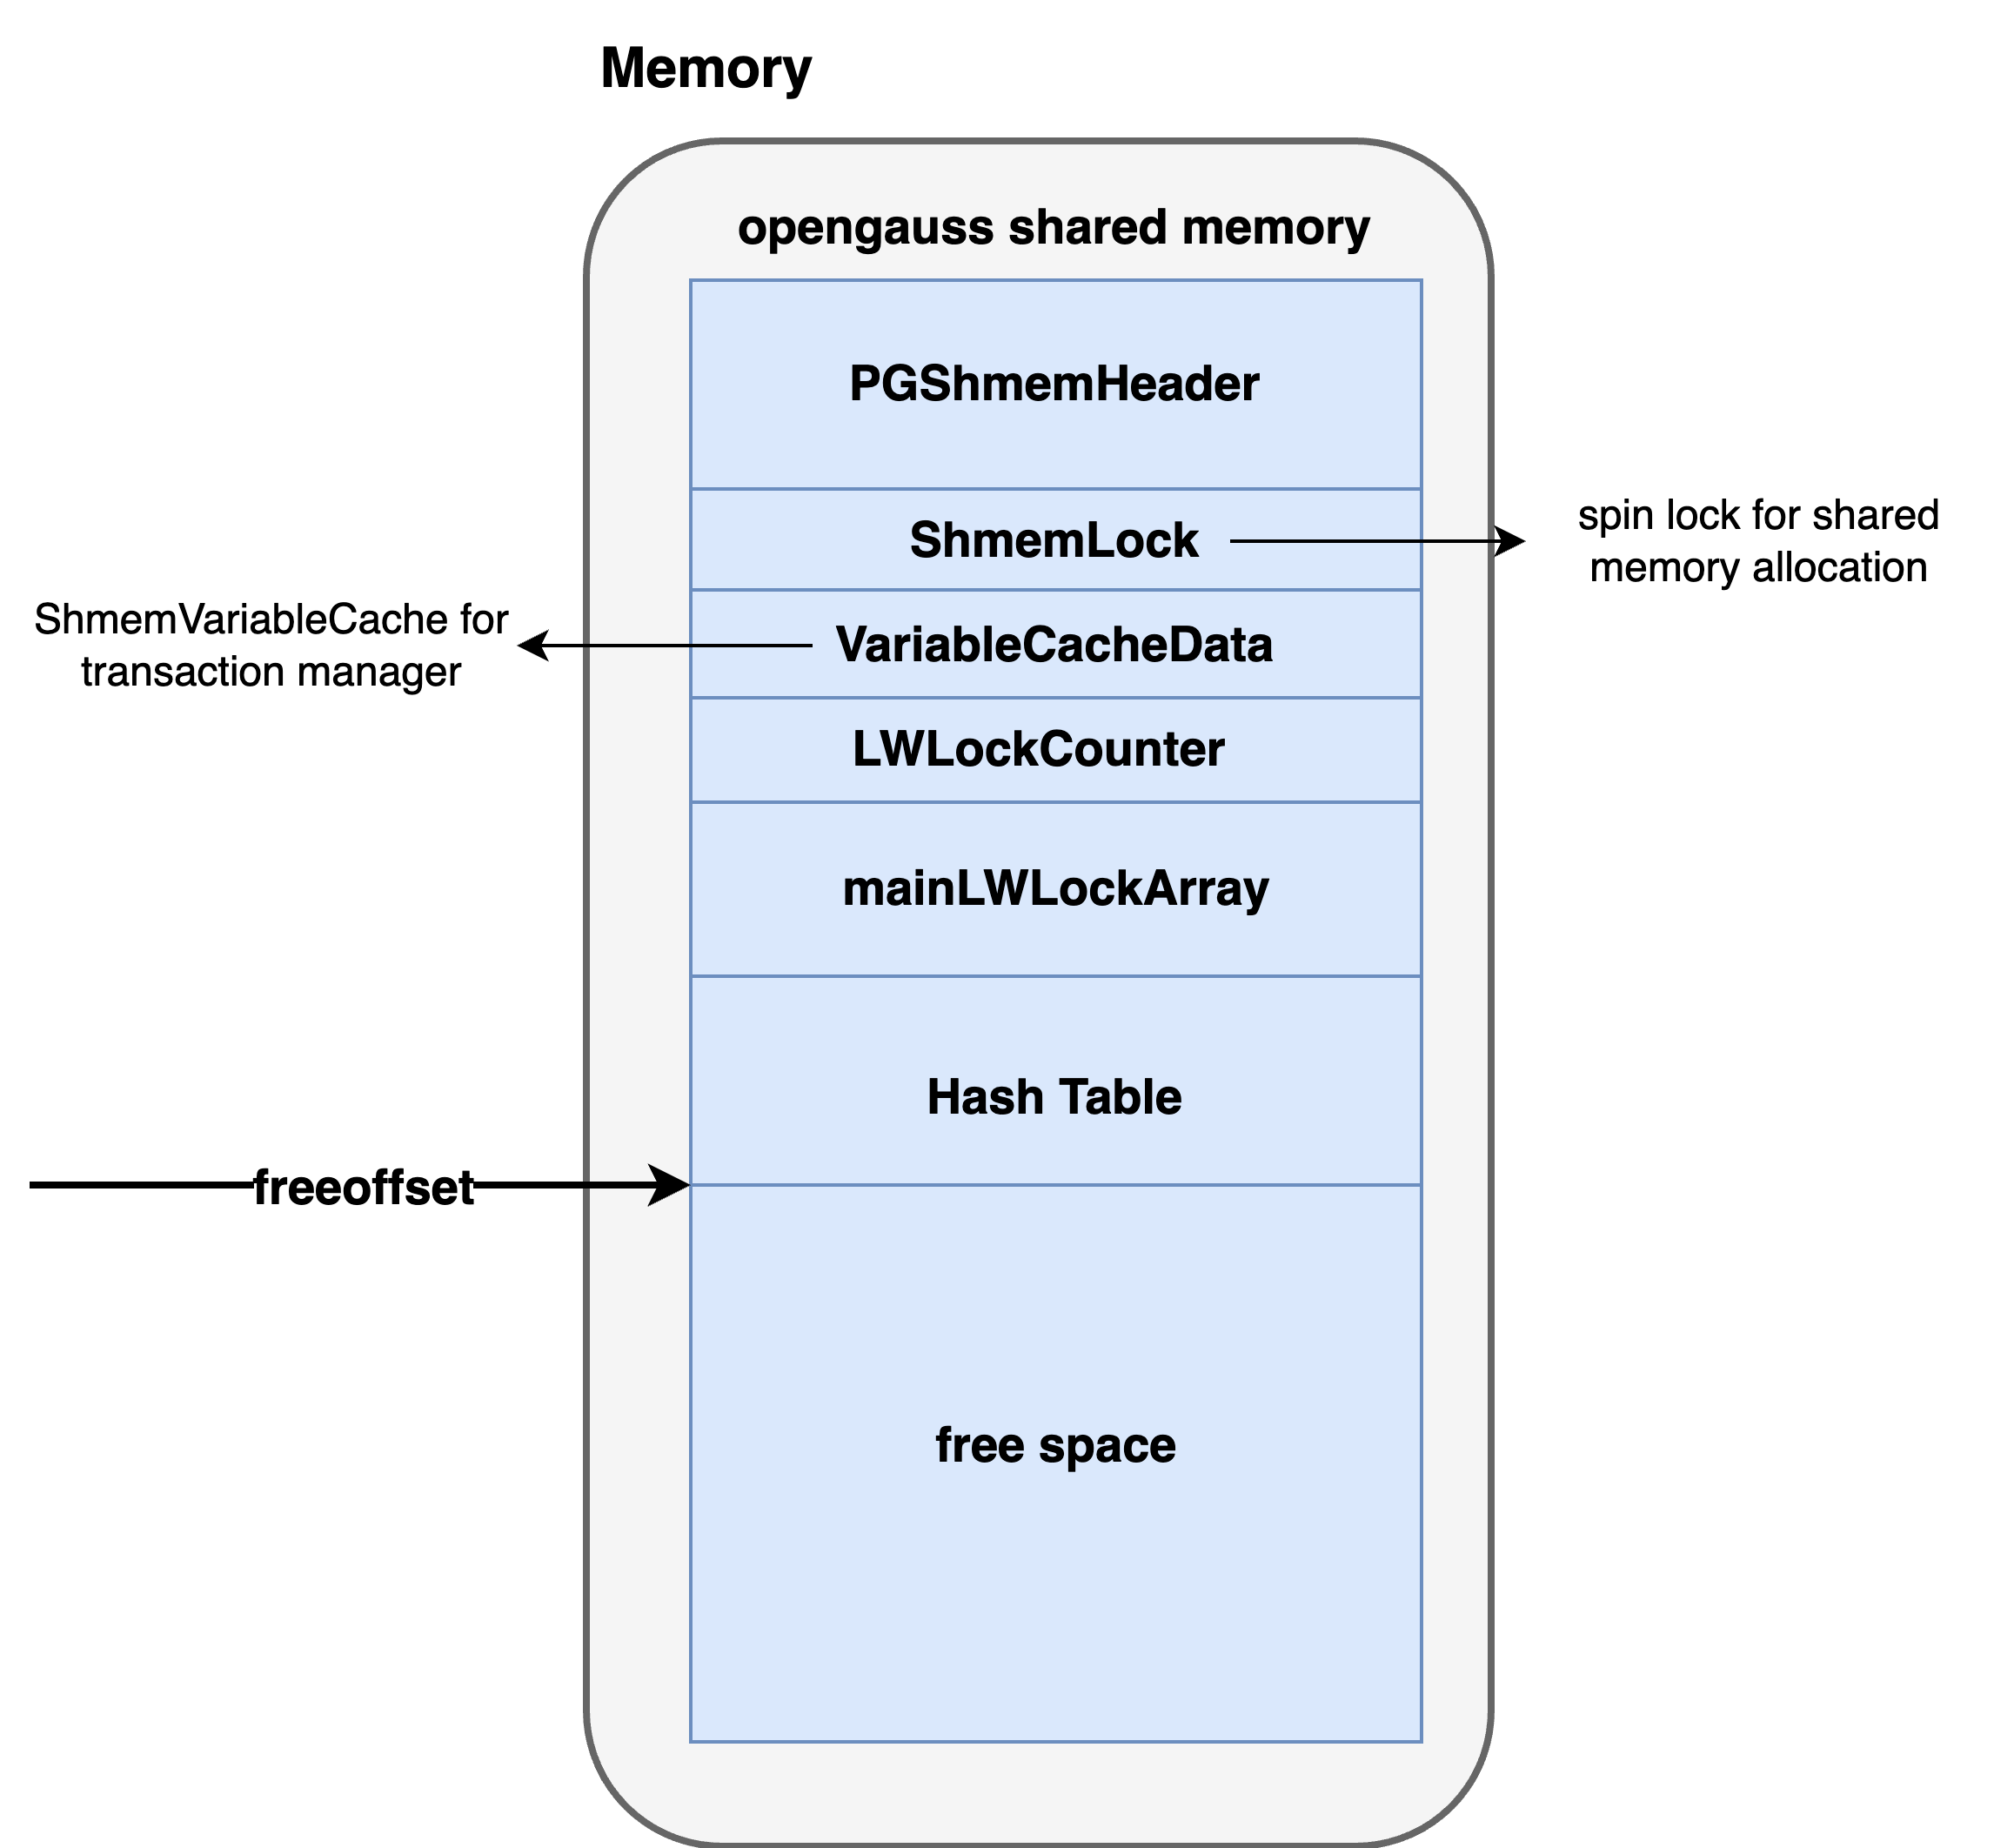 Memory
opengauss shared memory
PGShmemHeader
ShmemLock
spin lock for shared
memory allocation
ShmemVariableCache for
transaction manager
VariableCacheData
LWLockCounter
mainLWLockArray
Hash Table
freeoffset
free space